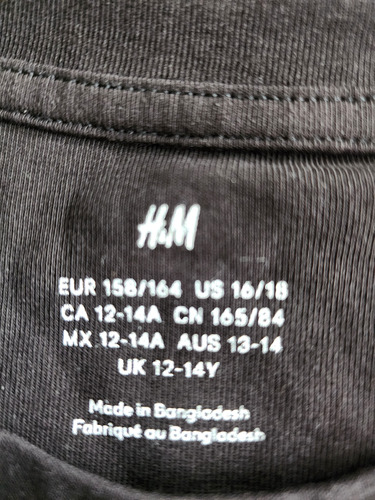 H&M
EUR 158/164 US 16/18
CA 12-14A CN 165/84
MX 12-14A AUS 13-14
UK 12-14Y
Made in Bangladesh
Fabriqué au Bangladesh